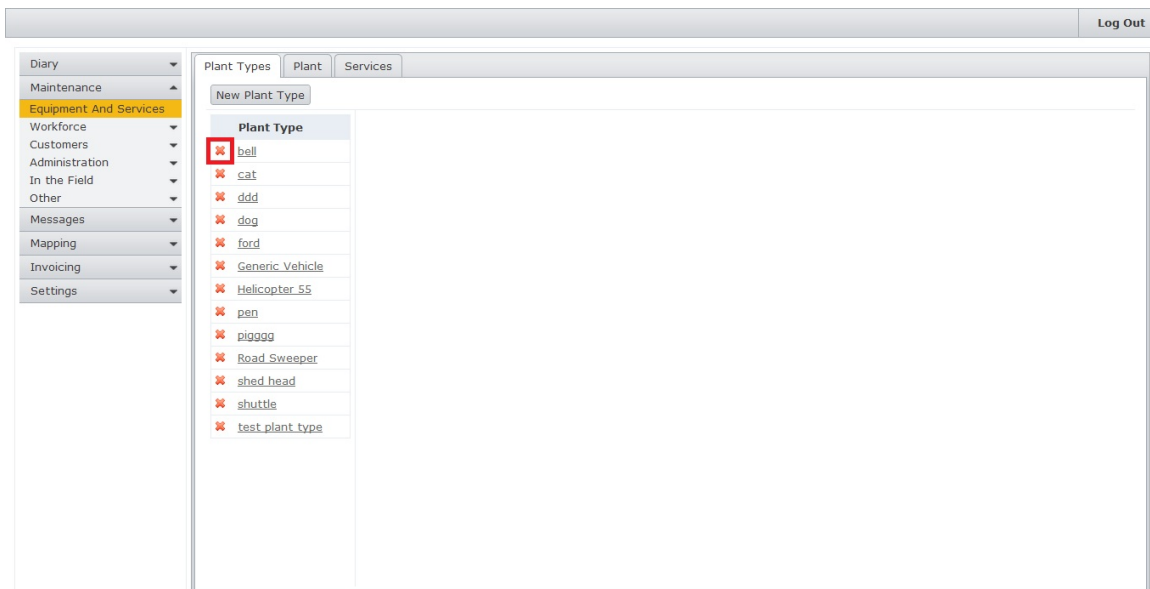 Log Out
Diary
Maintenance
Equipment And Services
Workforce
Customers
Administration
In the Field
Other
Messages
Mapping
Invoicing
Settings
Plant Types Plant Services
New Plant Type
Plant Type
bell
cat
ddd
dog
ford
Generic Vehicle
Helicopter 55
pen
pigggg
Road Sweeper
shed head
shuttle
test plant type